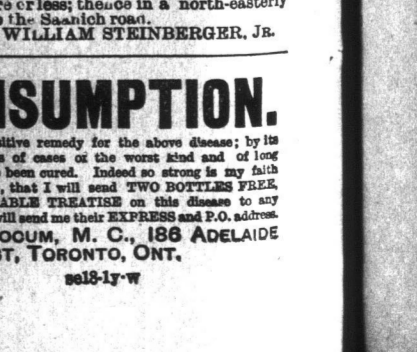 re or less; thence in a north-easterly
o the Saanich road.
WILLIAM STEINBERGER, JR.
NSUMPTION.
sitive remedy for the above disease; by its
s of cases of the worst kind and of long
been cured. Indeed so strong is my faith
, that I will send TWO BOTTLES FREE,
ABLE TREATISE on this disease to any
will send me their EXPRESS and P.O. address.
OCUM, M. C., 186 ADELAIDE
ST, TORONTO, ONT.
se18-1y-w